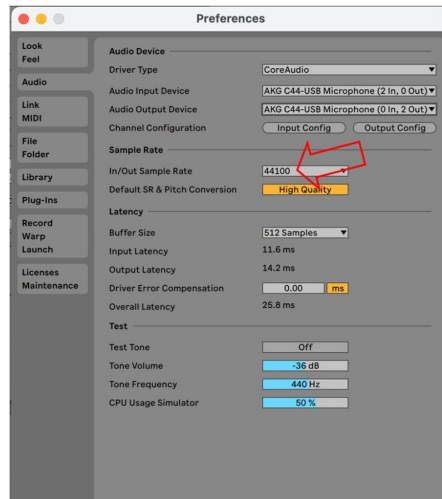 Preferences
Look
Feel
Audio
Link
MIDI
File
Folder
Library
Plug-Ins
Record
Warp
Launch
Licenses
Maintenance
Audio Device
Driver Type CoreAudio
Audio Input Device AKG C44-USB Microphone (2 In, 0 Out)
Audio Output Device AKG C44-USB Microphone (0 In, 2 Out)
Channel Configuration Input Config Output Config
Sample Rate
In/Out Sample Rate 44100
Default SR & Pitch Conversion High Quality
Latency
Buffer Size 512 Samples
Input Latency 11.6 ms
Output Latency 14.2 ms
Driver Error Compensation 0.00 ms
Overall Latency 25.8 ms
Test
Test Tone Off
Tone Volume -36 dB
Tone Frequency 440 Hz
CPU Usage Simulator 50 %